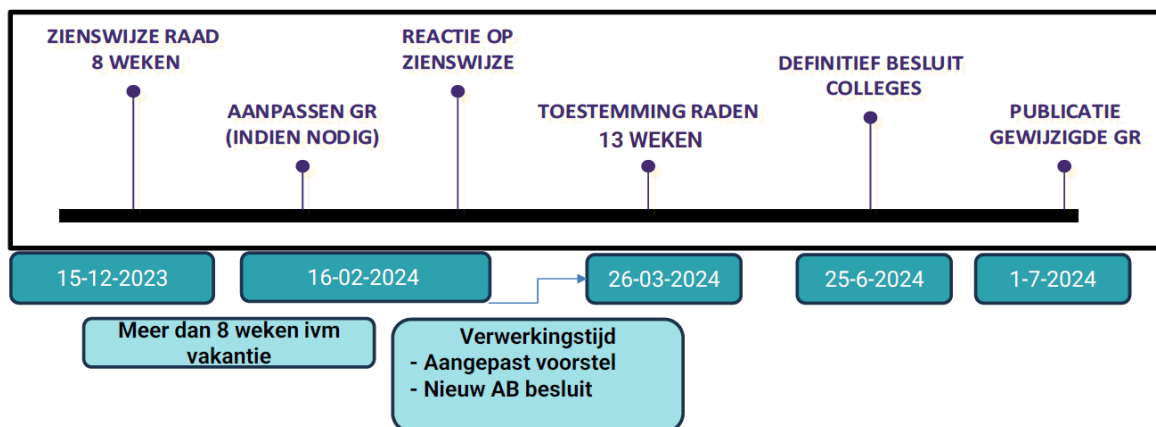 ZIENSWIJZE RAAD
8 WEKEN
AANPASSEN GR
(INDIEN NODIG)
REACTIE OP
ZIENSWIJZE
TOESTEMMING RADEN
13 WEKEN
DEFINITIEF BESLUIT
COLLEGES
PUBLICATIE
GEWIJZIGDE GR
15-12-2023
16-02-2024
26-03-2024
25-6-2024
1-7-2024
Meer dan 8 weken ivm
vakantie
Verwerkingstijd
- Aangepast voorstel
- Nieuw AB besluit